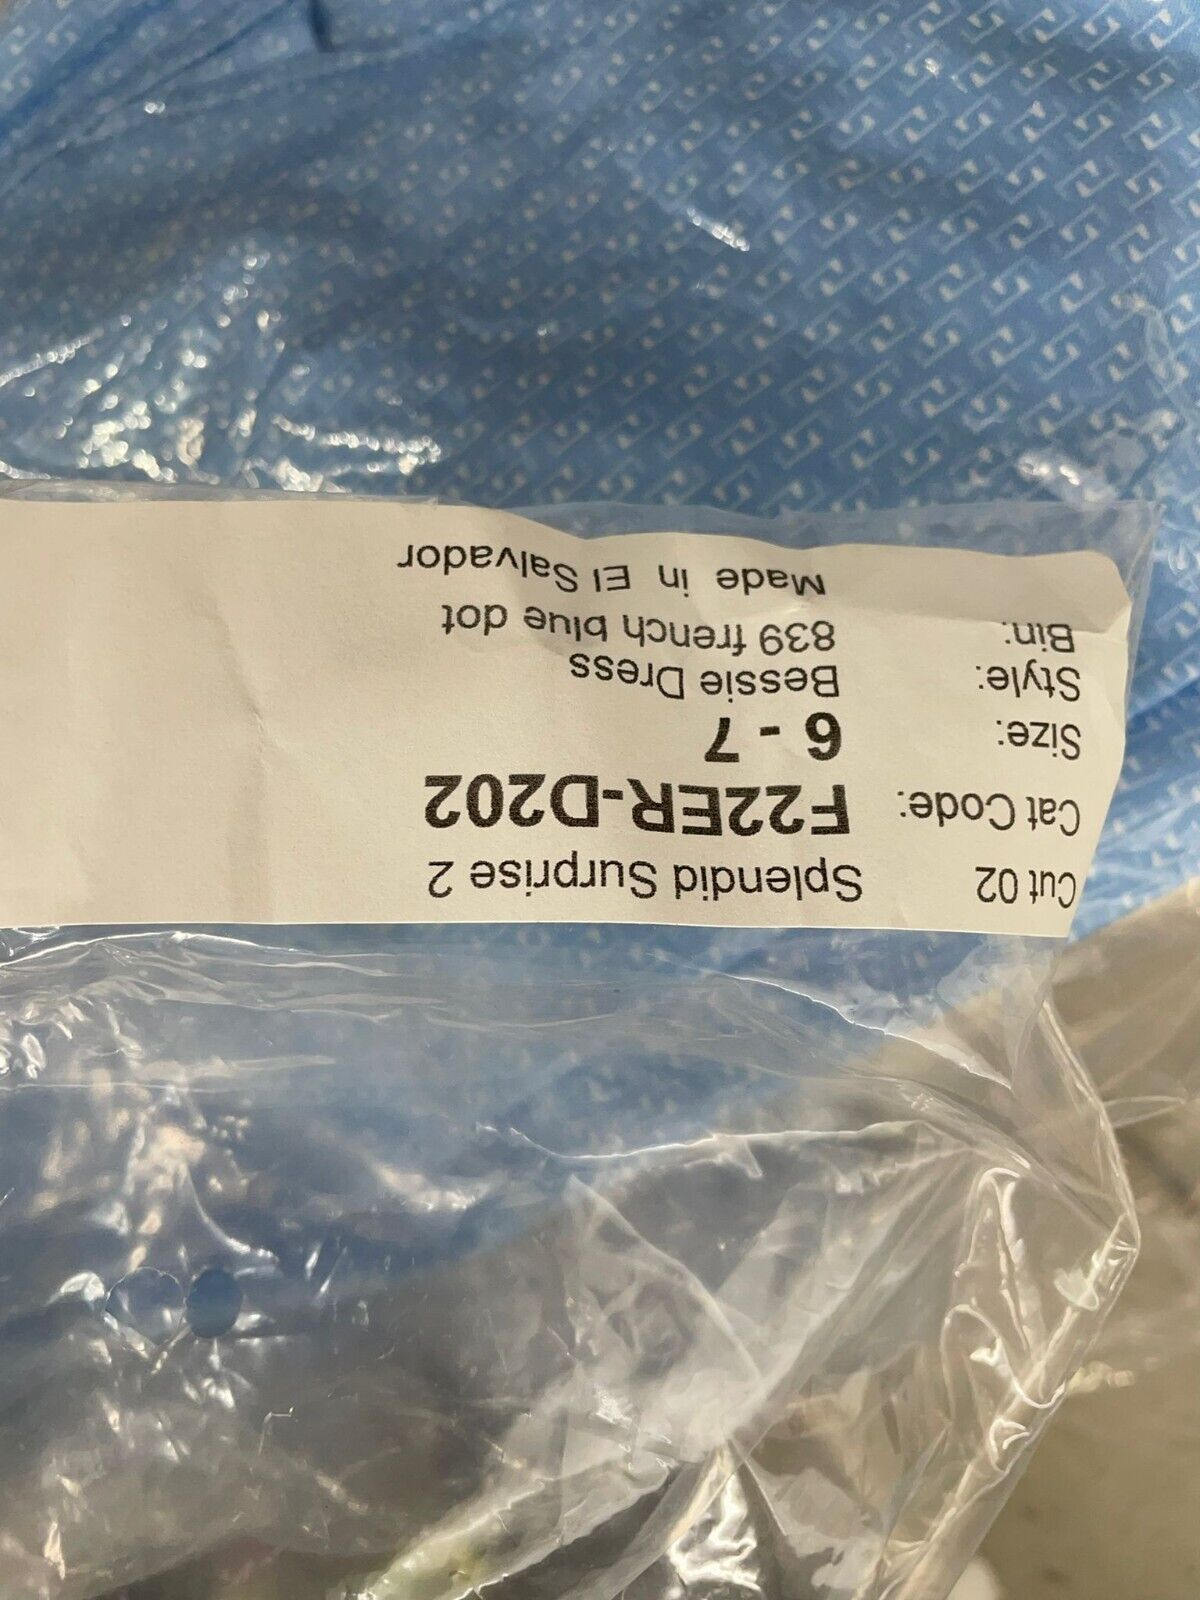 Cut 02 Splendid Surprise 2
Cat Code: F22ER-D202
Size: 6 - 7
Style: Bessie Dress
Bin: 839 french blue dot
Made in El Salvador